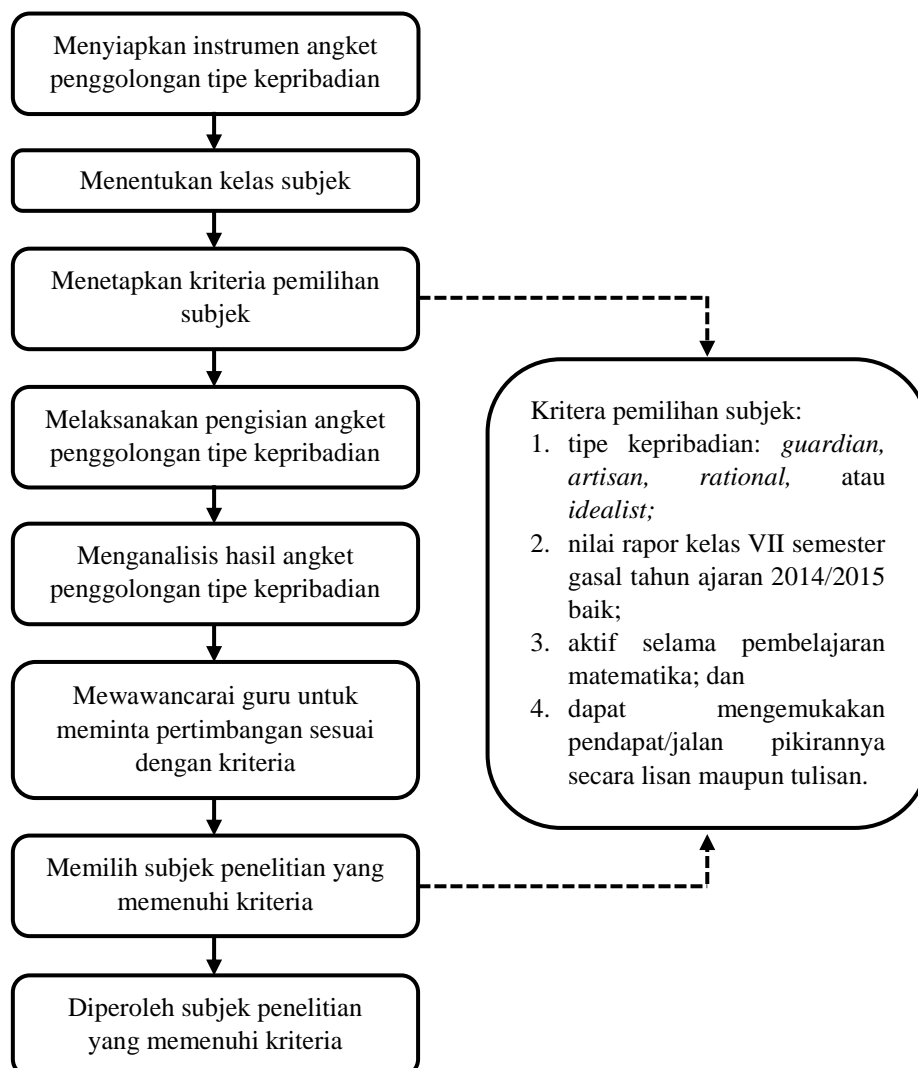 Menyiapkan instrumen angket
penggolongan tipe kepribadian
Menentukan kelas subjek
Menetapkan kriteria pemilihan
subjek
Melaksanakan pengisian angket
penggolongan tipe kepribadian
Menganalisis hasil angket
penggolongan tipe kepribadian
Mewawancarai guru untuk
meminta pertimbangan sesuai
dengan kriteria
Memilih subjek penelitian yang
memenuhi kriteria
Diperoleh subjek penelitian
yang memenuhi kriteria
Kritera pemilihan subjek:
1. tipe kepribadian: guardian,
artisan, rational, atau
idealist;
2. nilai rapor kelas VII semester
gasal tahun ajaran 2014/2015
baik;
3. aktif selama pembelajaran
matematika; dan
4. dapat mengemukakan
pendapat/jalan pikirannya
secara lisan maupun tulisan.